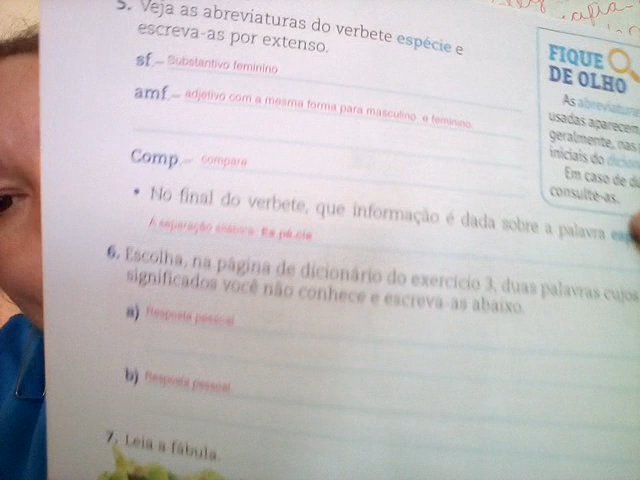 5. Veja as abreviaturas do verbete espécie e
escreva-as por extenso.
sf. – Substantivo feminino
amf. – adjetivo com a mesma forma para masculino e feminino
Comp. – compare
• No final do verbete, que informação é dada sobre a palavra
A separação silábica. Es.pé.cie
6. Escolha, na página de dicionário do exercício 3, duas palavras cujos
significados você não conhece e escreva-as abaixo.
a) Resposta pessoal
b) Resposta pessoal
7. Leia a fábula.
FIQUE
DE OLHO
As abreviaturas
usadas aparecem
geralmente, nas
iniciais do
Em caso de
consulte-as.